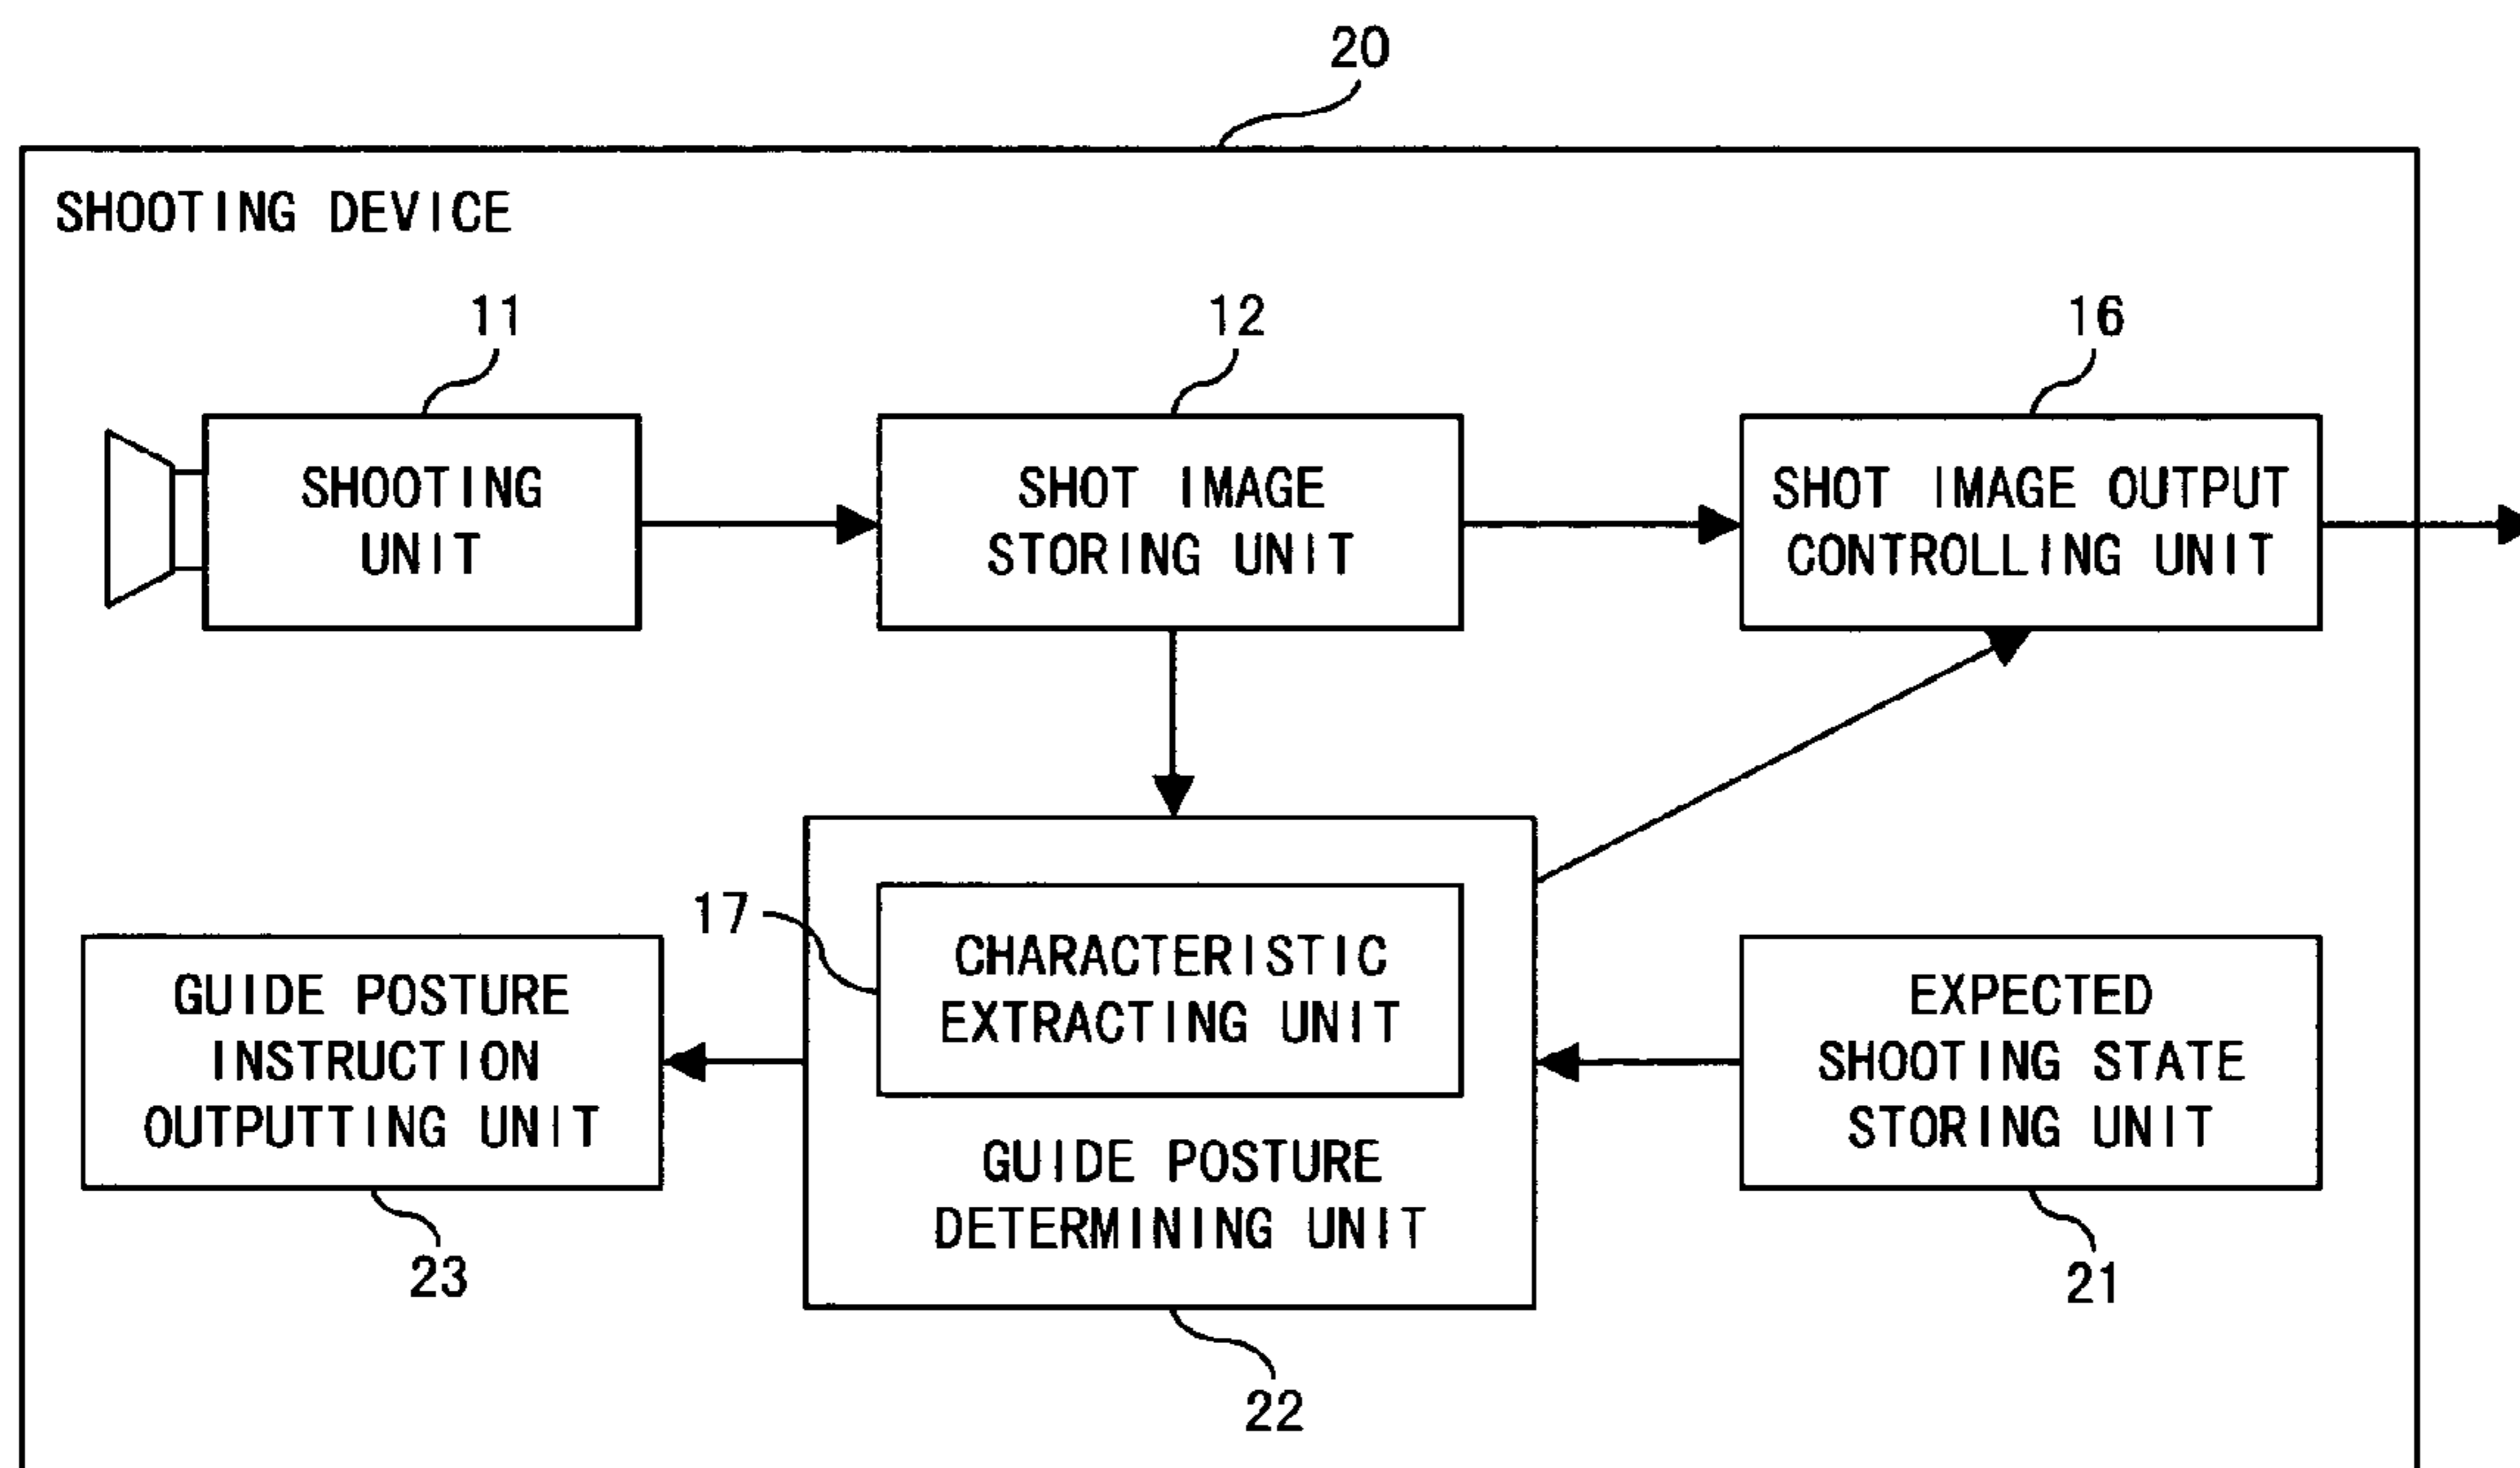 20
SHOOTING DEVICE
11
12
16
SHOOTING
UNIT
SHOT IMAGE
STORING UNIT
SHOT IMAGE OUTPUT
CONTROLLING UNIT
17
CHARACTERISTIC
EXTRACTING UNIT
GUIDE POSTURE
DETERMINING UNIT
GUIDE POSTURE
INSTRUCTION
OUTPUTTING UNIT
EXPECTED
SHOOTING STATE
STORING UNIT
23
21
22